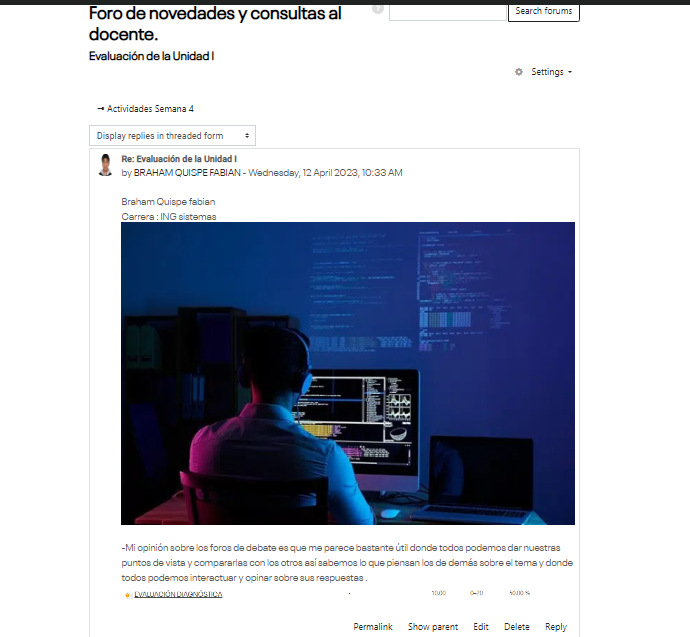 Foro de novedades y consultas al
docente.
Search forums
Evaluación de la Unidad I
Settings
→ Actividades Semana 4
Display replies in threaded form
Re: Evaluación de la Unidad I
by BRAHAM QUISPE FABIAN - Wednesday, 12 April 2023, 10:33 AM
Braham Quispe fabian
Carrera : ING sistemas
-Mi opinión sobre los foros de debate es que me parece bastante útil donde todos podemos dar nuestras
puntos de vista y compararlas con los otros así sabemos lo que piensan los de demás sobre el tema y donde
todos podemos interactuar y opinar sobre sus respuestas .
EVALUACIÓN DIAGNÓSTICA - 10.00 0–20 50.00 %
Permalink Show parent Edit Delete Reply